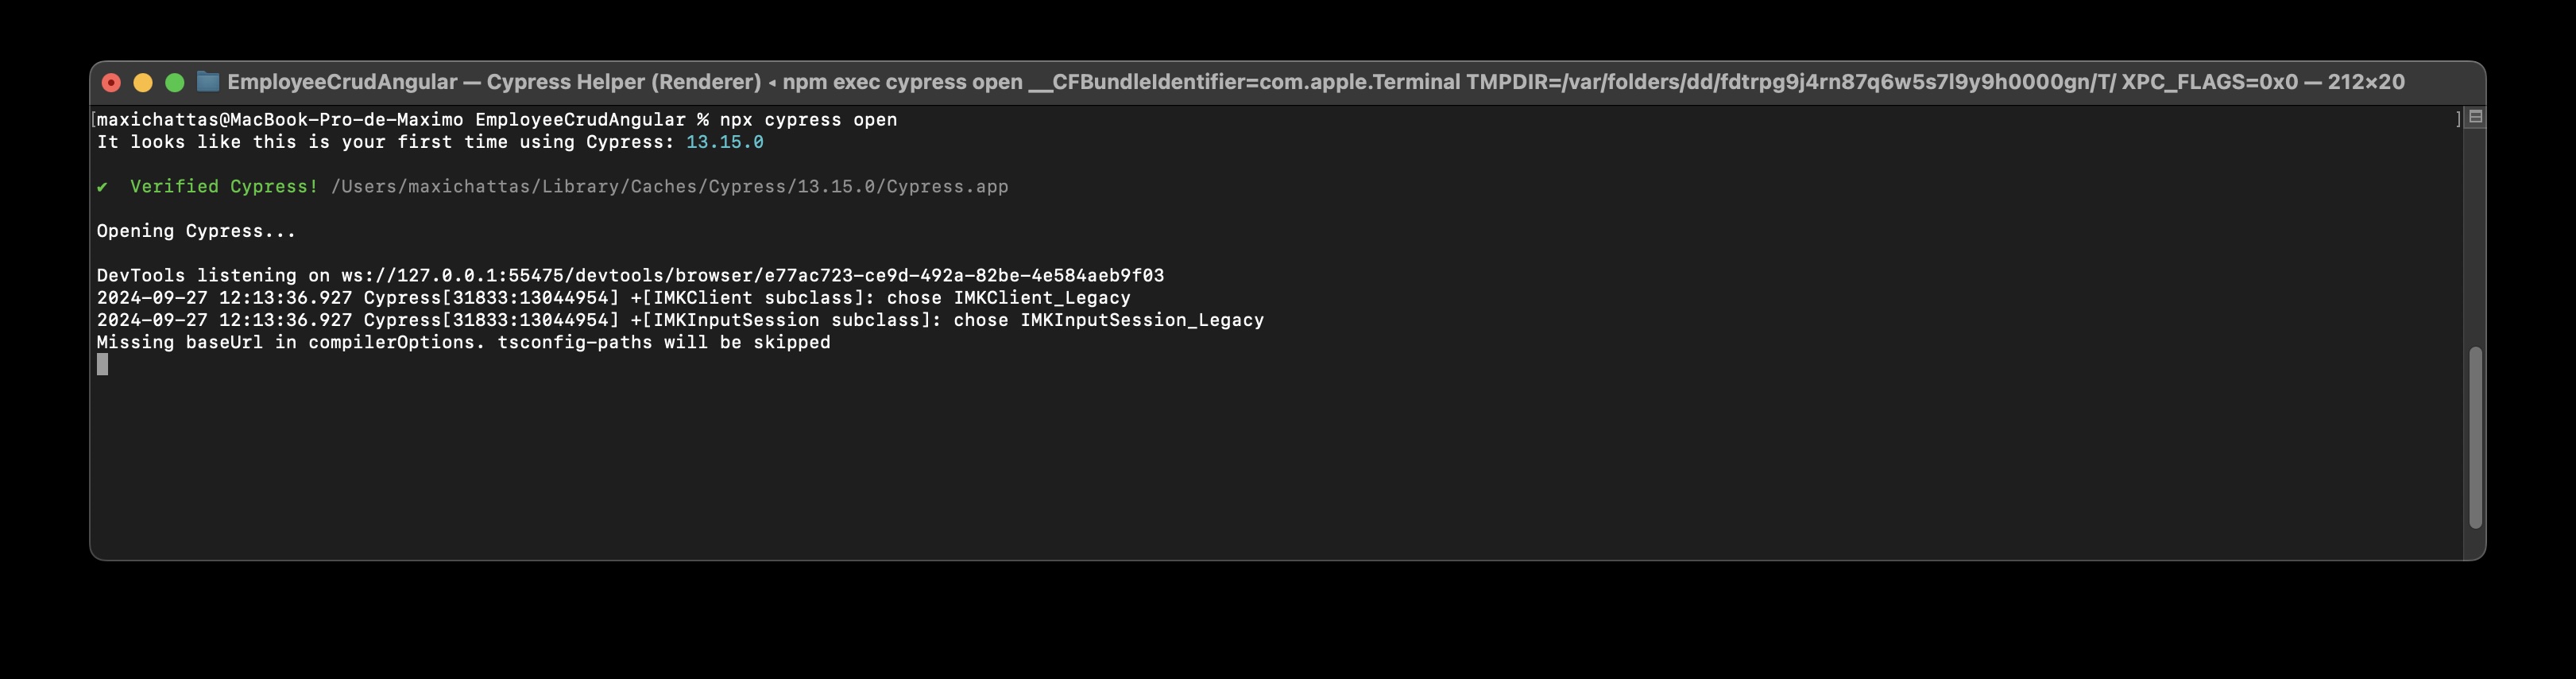 EmployeeCrudAngular — Cypress Helper (Renderer) ◂ npm exec cypress open __CFBundleIdentifier=com.apple.Terminal TMPDIR=/var/folders/dd/fdtrpg9j4rn87q6w5s7l9y9h0000gn/T/ XPC_FLAGS=0x0 — 212×20
[maxichattas@MacBook-Pro-de-Maximo EmployeeCrudAngular % npx cypress open ]
It looks like this is your first time using Cypress: 13.15.0
✔ Verified Cypress! /Users/maxichattas/Library/Caches/Cypress/13.15.0/Cypress.app
Opening Cypress...
DevTools listening on ws://127.0.0.1:55475/devtools/browser/e77ac723-ce9d-492a-82be-4e584aeb9f03
2024-09-27 12:13:36.927 Cypress[31833:13044954] +[IMKClient subclass]: chose IMKClient_Legacy
2024-09-27 12:13:36.927 Cypress[31833:13044954] +[IMKInputSession subclass]: chose IMKInputSession_Legacy
Missing baseUrl in compilerOptions. tsconfig-paths will be skipped